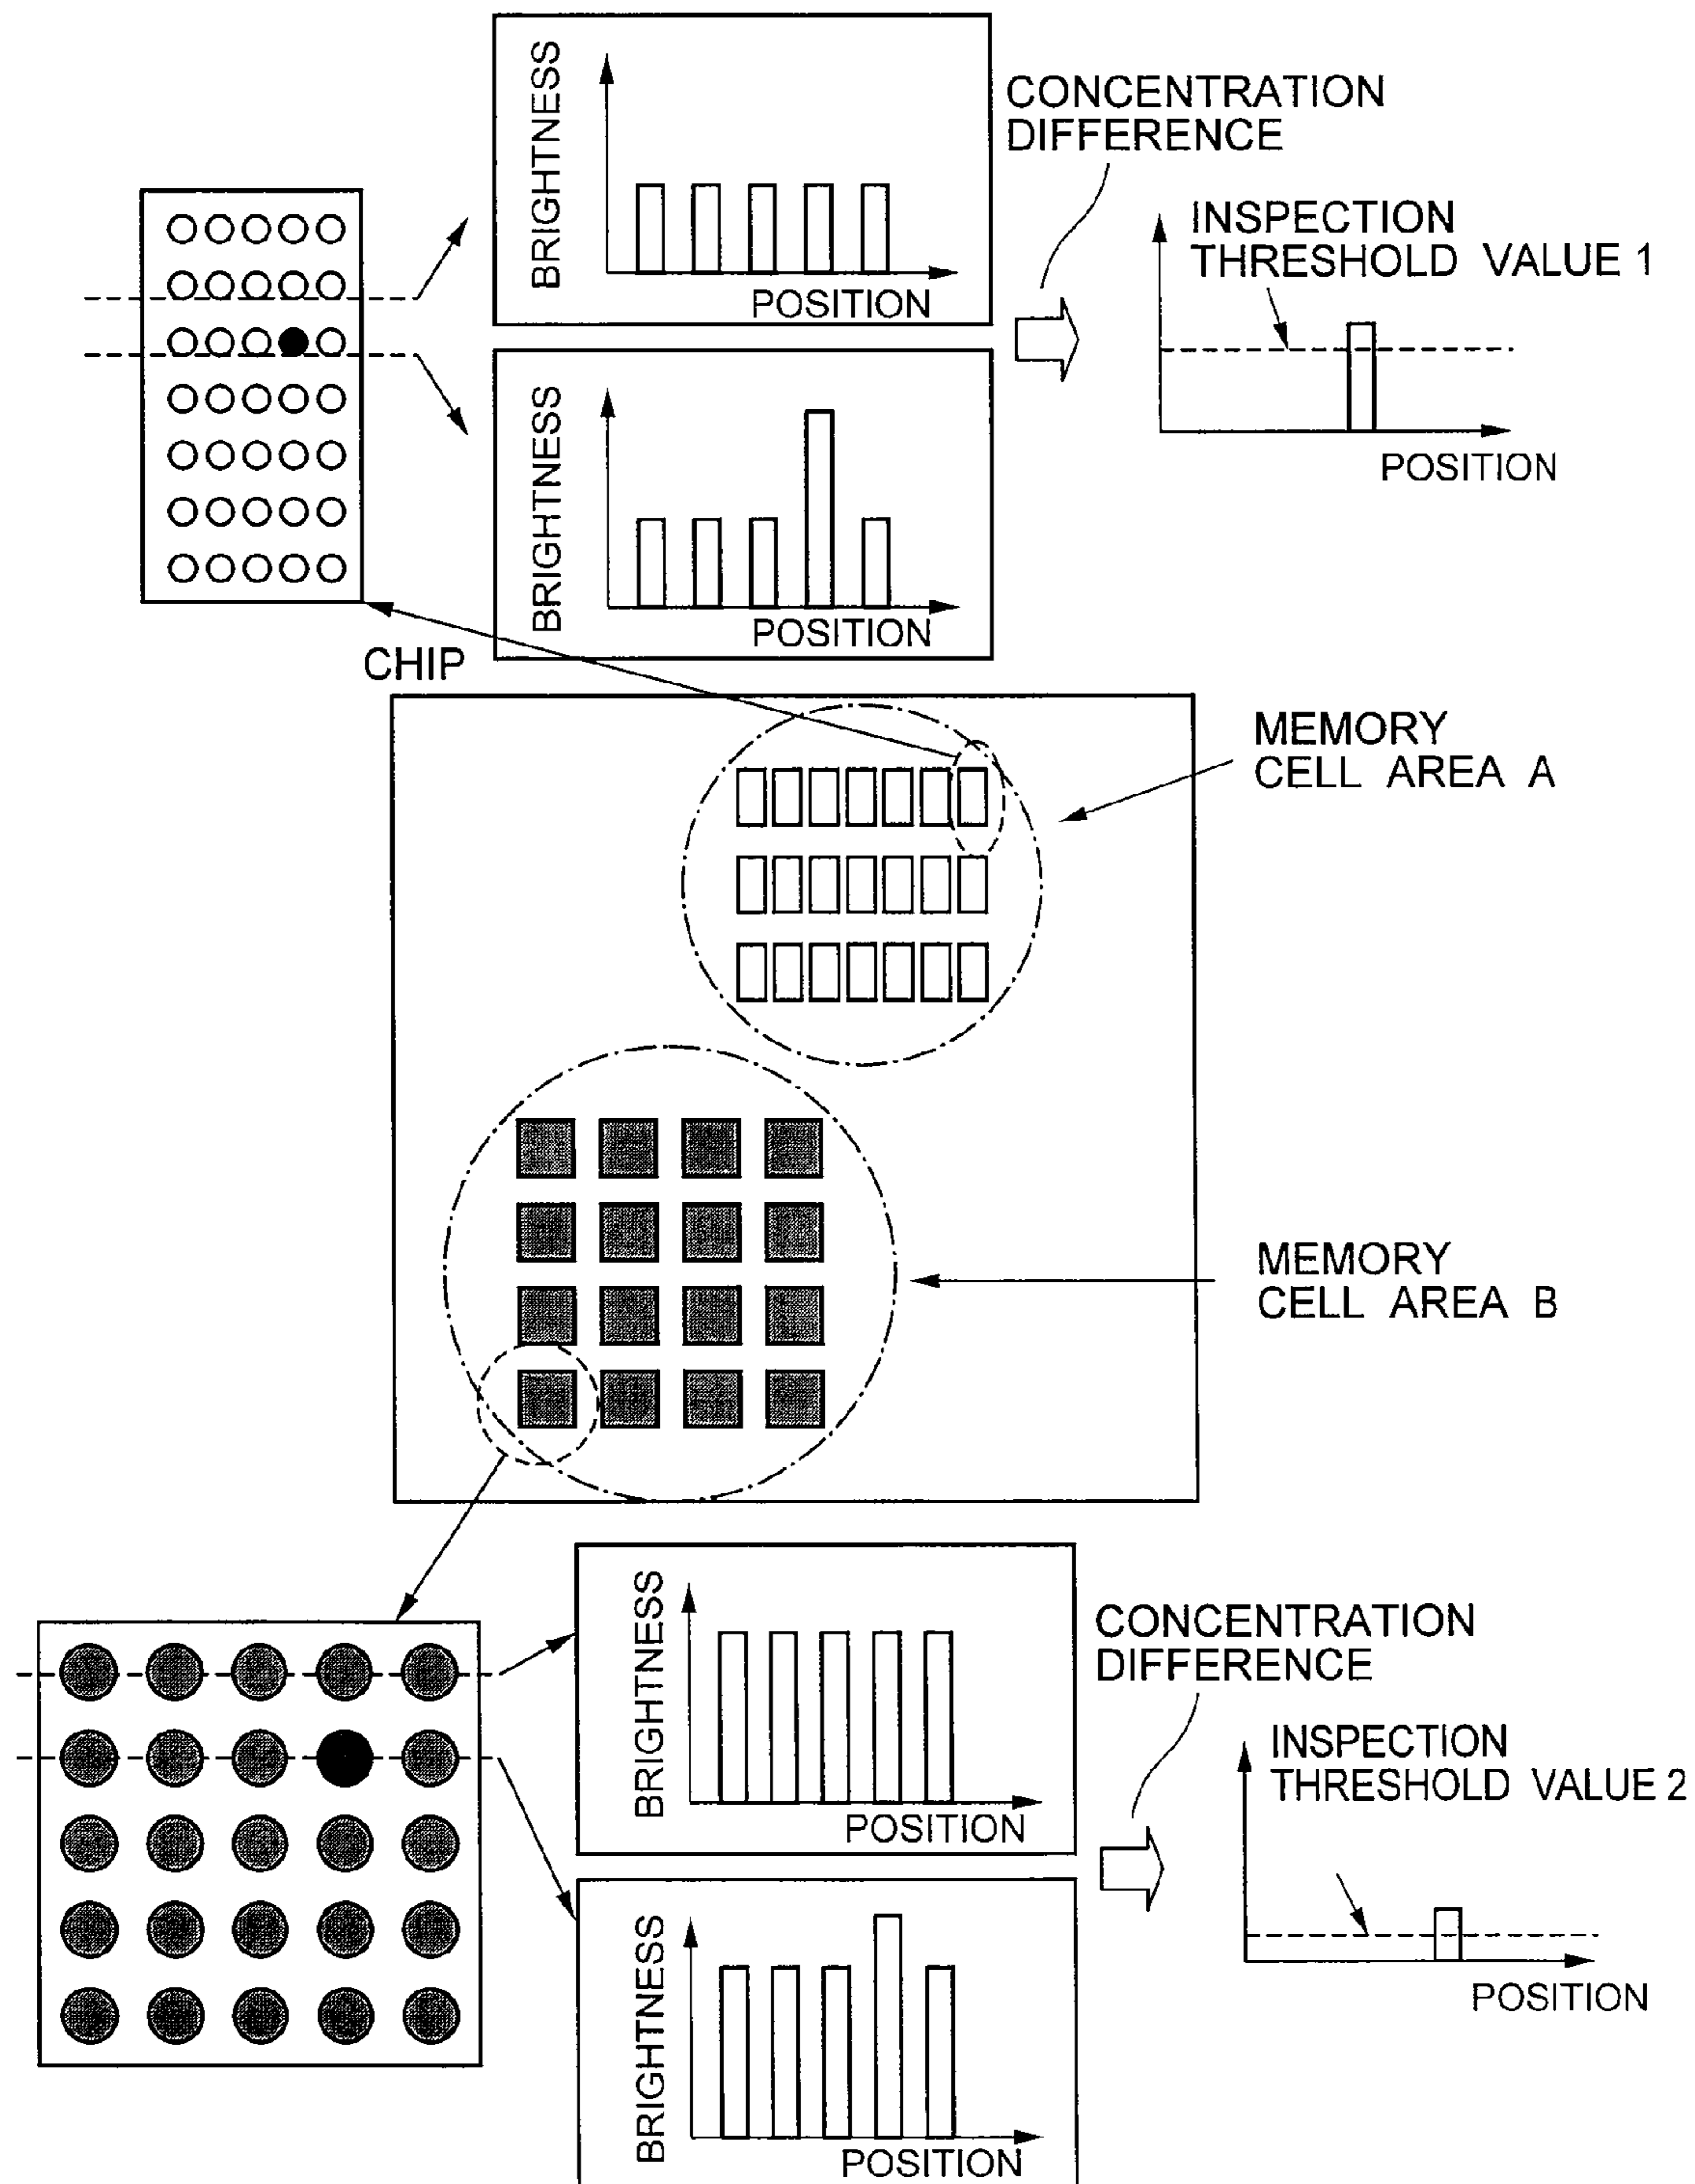 BRIGHTNESS
POSITION
CONCENTRATION
DIFFERENCE
INSPECTION
THRESHOLD VALUE 1
POSITION
BRIGHTNESS
POSITION
CHIP
MEMORY
CELL AREA A
MEMORY
CELL AREA B
BRIGHTNESS
POSITION
CONCENTRATION
DIFFERENCE
INSPECTION
THRESHOLD VALUE 2
POSITION
BRIGHTNESS
POSITION